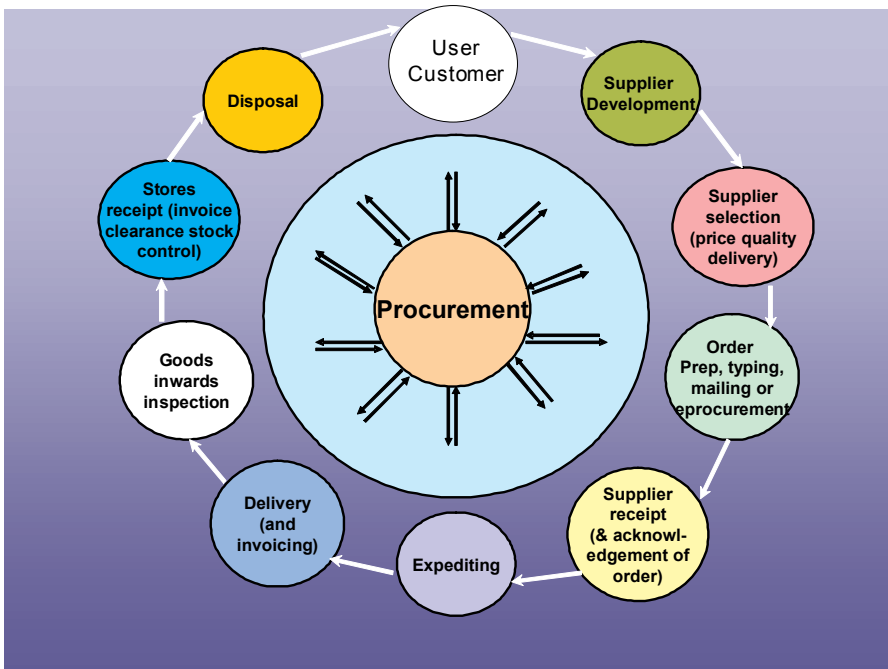 User
Customer
Supplier
Development
Supplier
selection
(price quality
delivery)
Order
Prep, typing,
mailing or
eprocurement
Supplier
receipt
(& acknowl-
edgement of
order)
Expediting
Delivery
(and
invoicing)
Goods
inwards
inspection
Stores
receipt (invoice
clearance stock
control)
Disposal
Procurement